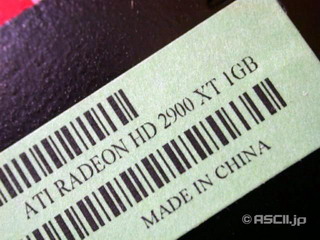 ATI RADEON HD 2900 XT 1GB
MADE IN CHINA
©ASCII.jp